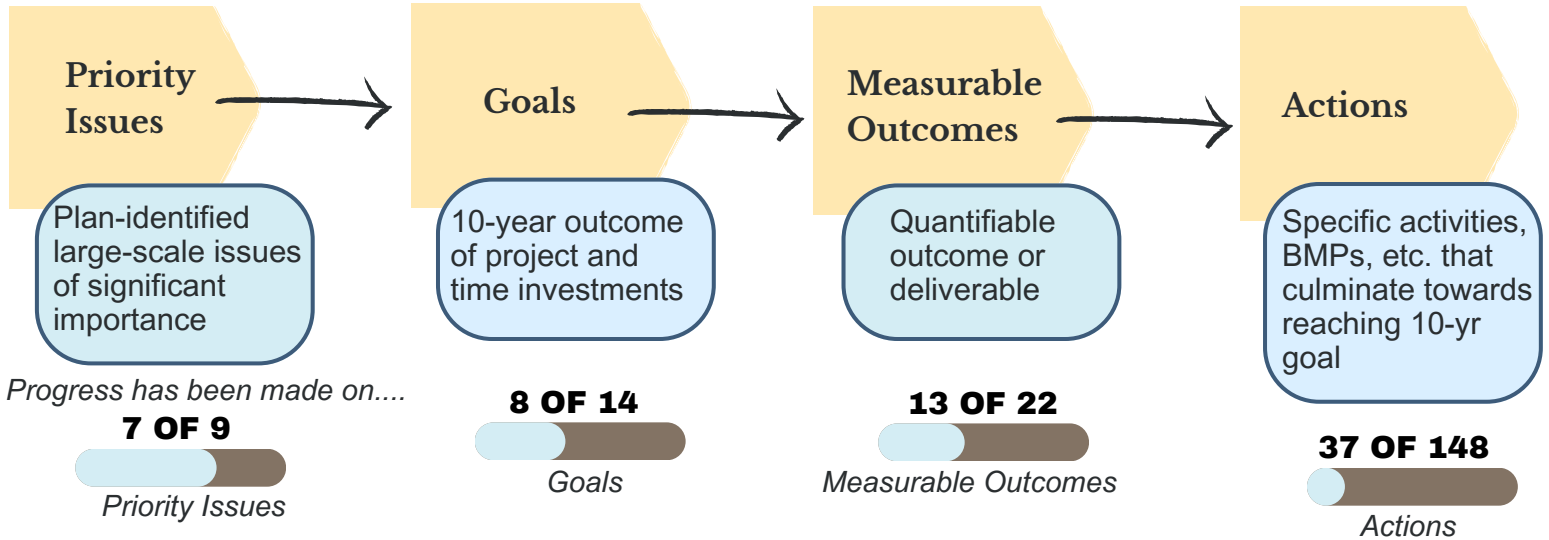 Priority
Issues
Goals
Measurable
Outcomes
Actions
Plan-identified
large-scale issues
of significant
importance
10-year outcome
of project and
time investments
Quantifiable
outcome or
deliverable
Specific activities,
BMPs, etc. that
culminate towards
reaching 10-yr
goal
Progress has been made on....
7 OF 9
Priority Issues
8 OF 14
Goals
13 OF 22
Measurable Outcomes
37 OF 148
Actions